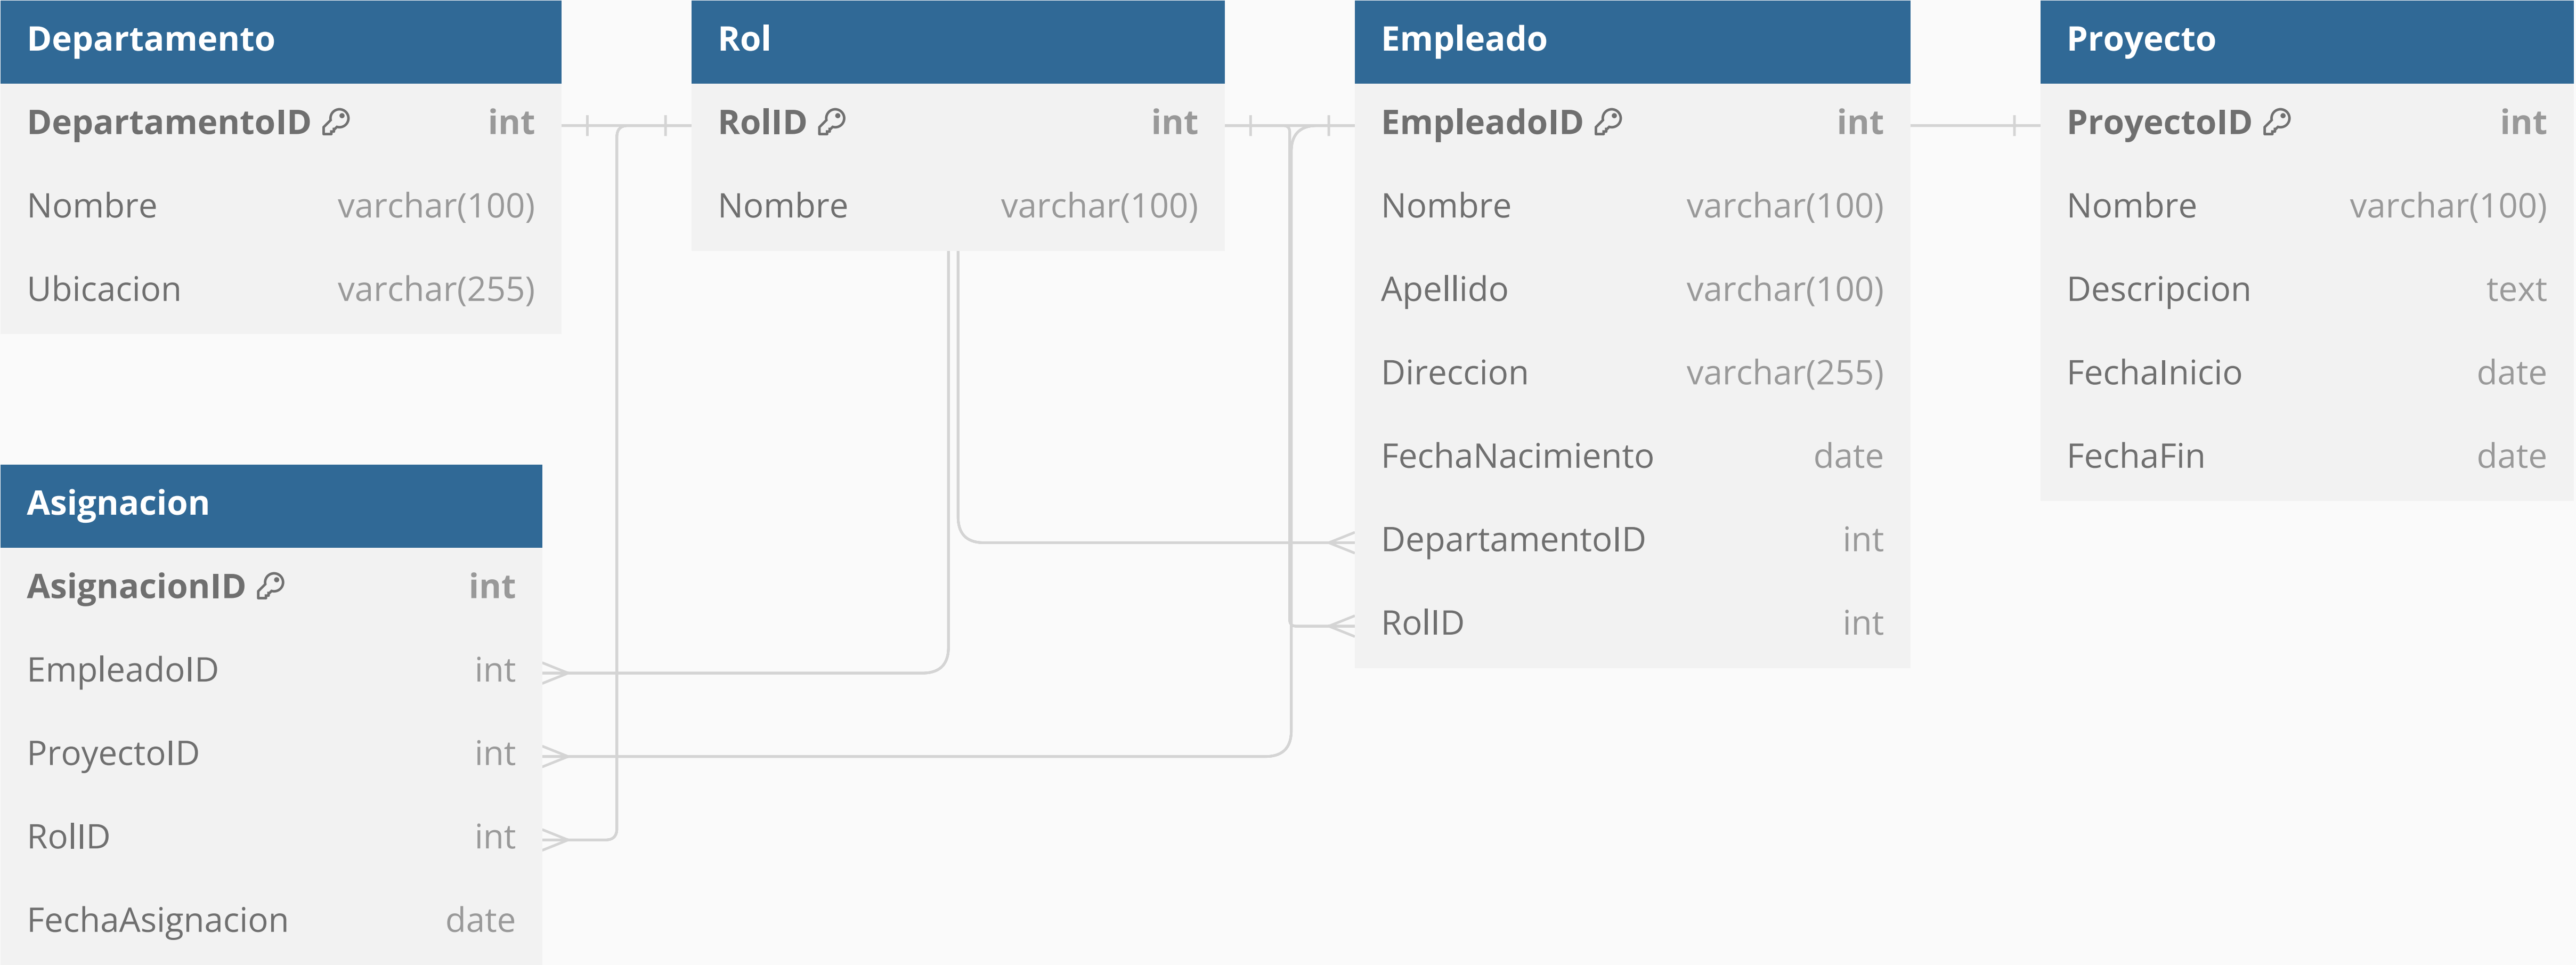 Departamento
DepartamentoID int
Nombre varchar(100)
Ubicacion varchar(255)
Rol
RolID int
Nombre varchar(100)
Empleado
EmpleadoID int
Nombre varchar(100)
Apellido varchar(100)
Direccion varchar(255)
FechaNacimiento date
DepartamentoID int
RolID int
Proyecto
ProyectoID int
Nombre varchar(100)
Descripcion text
FechaInicio date
FechaFin date
Asignacion
AsignacionID int
EmpleadoID int
ProyectoID int
RolID int
FechaAsignacion date